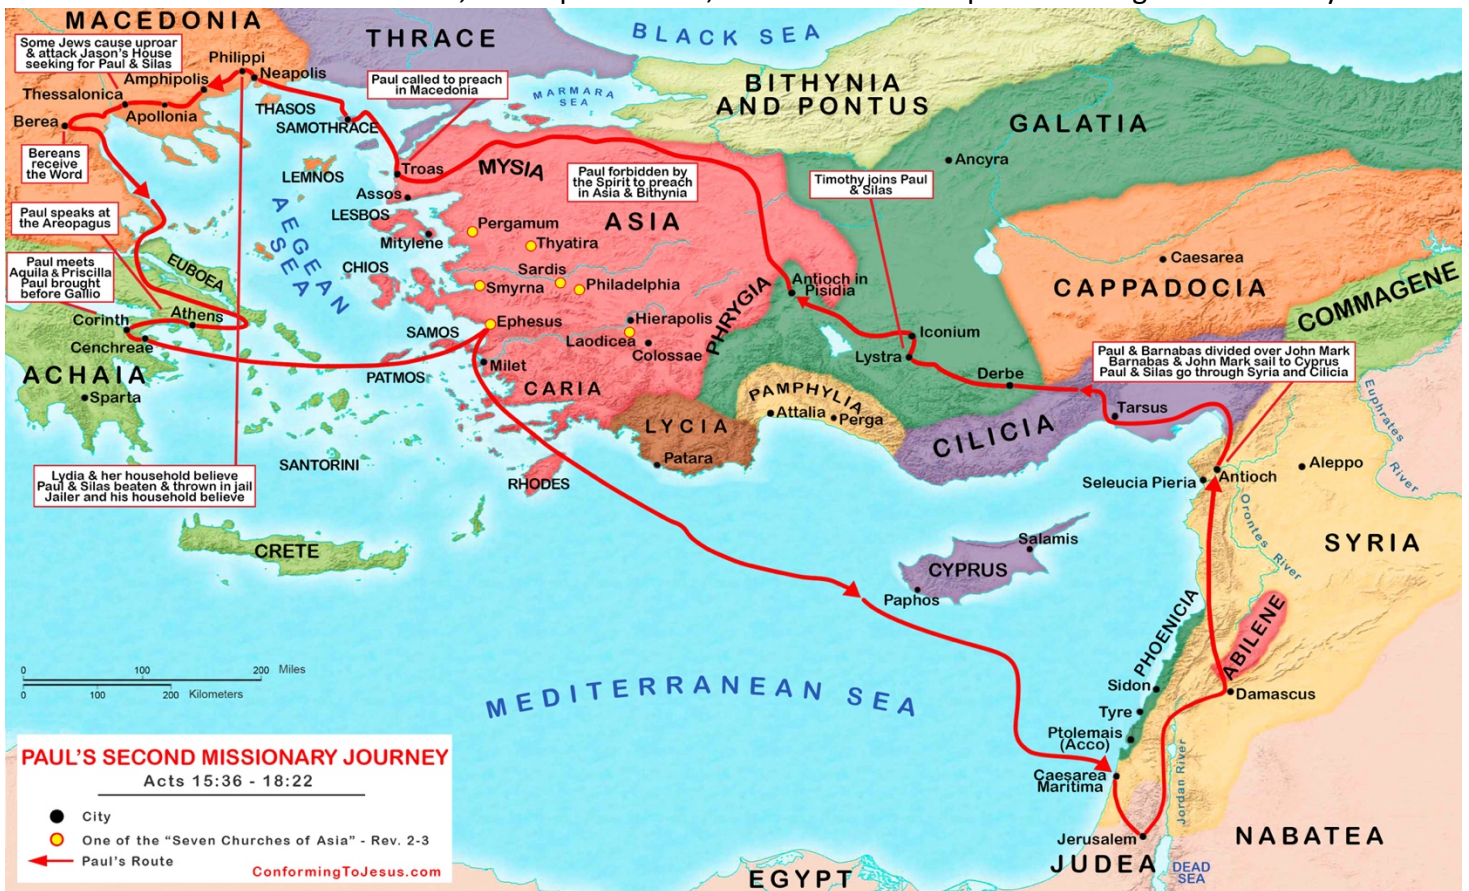 MACEDONIA
THRACE
BLACK SEA
BITHYNIA
AND PONTUS
GALATIA
Some Jews cause uproar
& attack Jason's House
seeking for Paul & Silas
Philippi
Neapolis
Amphipolis
Thessalonica
Apollonia
Berea
THASOS
SAMOTHRACE
Paul called to preach
in Macedonia
MARMARA
SEA
Bereans
receive
the Word
LEMNOS
Troas
MYSIA
Assos
LESBOS
Paul forbidden by
the Spirit to preach
in Asia & Bithynia
ASIA
Timothy joins Paul
& Silas
Ancyra
Paul speaks at
the Areopagus
AEGEAN
SEA
Mitylene
Pergamum
Thyatira
Sardis
Smyrna
Philadelphia
CHIOS
EUBOEA
Paul meets
Aquila & Priscilla
Paul brought
before Gallio
Corinth
Athens
Cenchreae
ACHAIA
Sparta
SAMOS
Ephesus
Hierapolis
Laodicea
Colossae
PHRYGIA
Antioch in
Pisidia
Iconium
Lystra
Derbe
CAPPADOCIA
Caesarea
COMMAGENE
PATMOS
Milet
CARIA
LYCIA
Patara
PAMPHYLIA
Attalia
Perga
CILICIA
Tarsus
Paul & Barnabas divided over John Mark
Barnabas & John Mark sail to Cyprus
Paul & Silas go through Syria and Cilicia
Euphrates
River
Lydia & her household believe
Paul & Silas beaten & thrown in jail
Jailer and his household believe
SANTORINI
RHODES
CRETE
Seleucia Pieria
Antioch
Aleppo
Orontes
River
SYRIA
CYPRUS
Salamis
Paphos
PHOENICIA
ABILENE
Sidon
Tyre
Ptolemais
(Acco)
Damascus
Caesarea
Maritima
Jordan River
Jerusalem
JUDEA
DEAD
SEA
NABATEA
EGYPT
MEDITERRANEAN SEA
0 100 200 Miles
0 100 200 Kilometers
PAUL'S SECOND MISSIONARY JOURNEY
Acts 15:36 - 18:22
City
One of the "Seven Churches of Asia" - Rev. 2-3
Paul's Route
ConformingToJesus.com